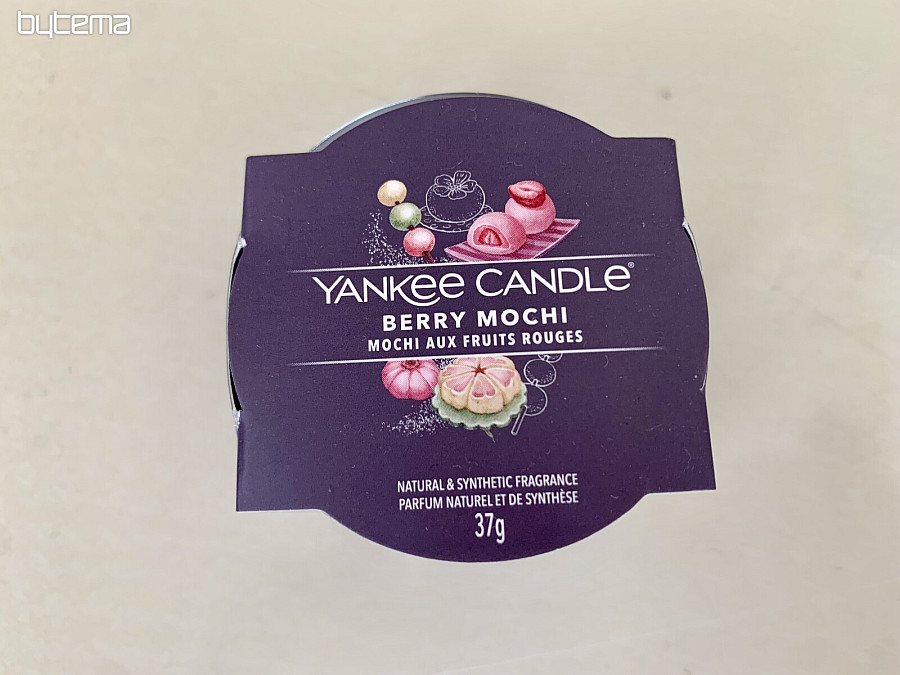 bytema
YANKEE CANDLE®
BERRY MOCHI
MOCHI AUX FRUITS ROUGES
NATURAL & SYNTHETIC FRAGRANCE
PARFUM NATUREL ET DE SYNTHÈSE
37g